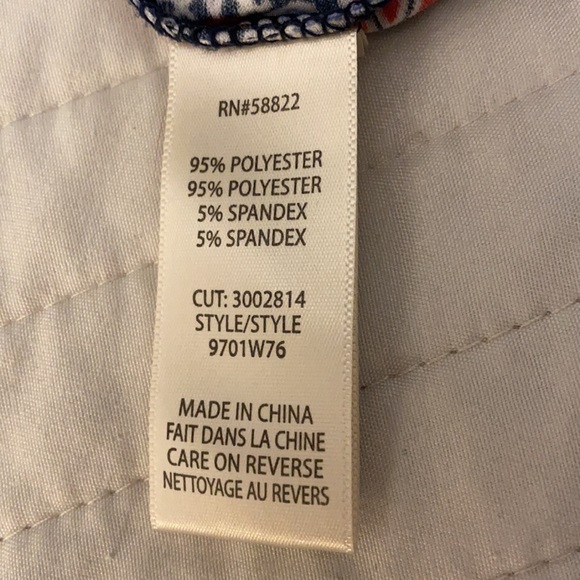 RN#58822
95% POLYESTER
95% POLYESTER
5% SPANDEX
5% SPANDEX
CUT: 3002814
STYLE/STYLE
9701W76
MADE IN CHINA
FAIT DANS LA CHINE
CARE ON REVERSE
NETTOYAGE AU REVERS